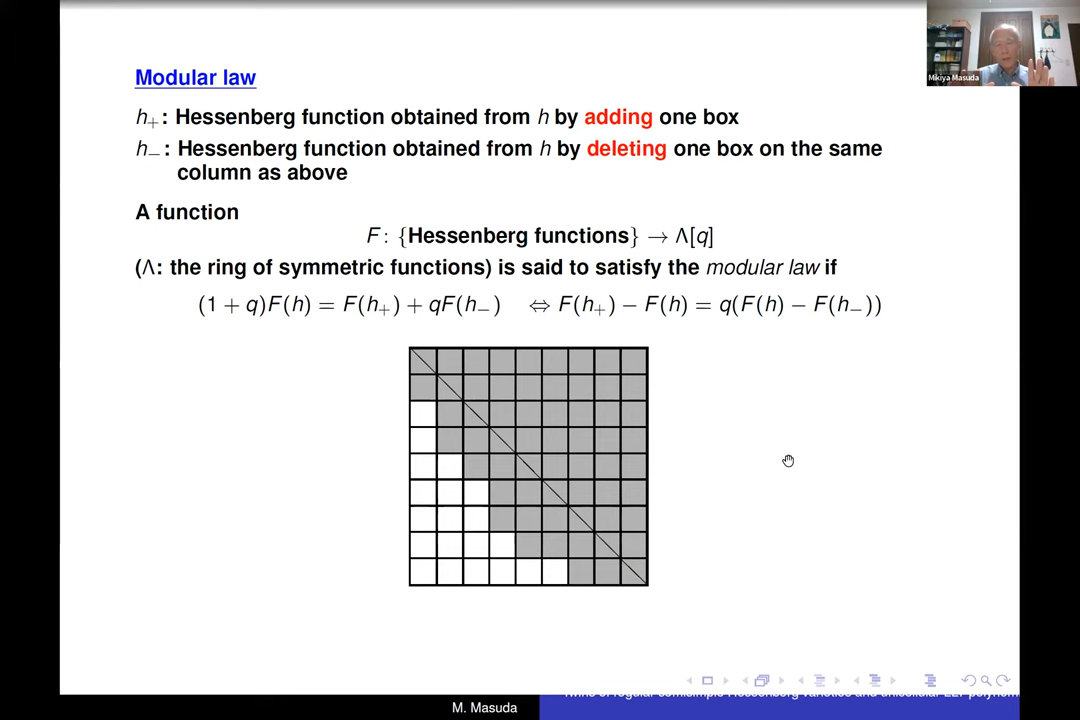 Mikiya Masuda
Modular law
h₊: Hessenberg function obtained from h by adding one box
h₋: Hessenberg function obtained from h by deleting one box on the same
column as above
A function
F: {Hessenberg functions} → Λ[q]
(Λ: the ring of symmetric functions) is said to satisfy the modular law if
(1 + q)F(h) = F(h₊) + qF(h₋) ⇔ F(h₊) − F(h) = q(F(h) − F(h₋))
M. Masuda